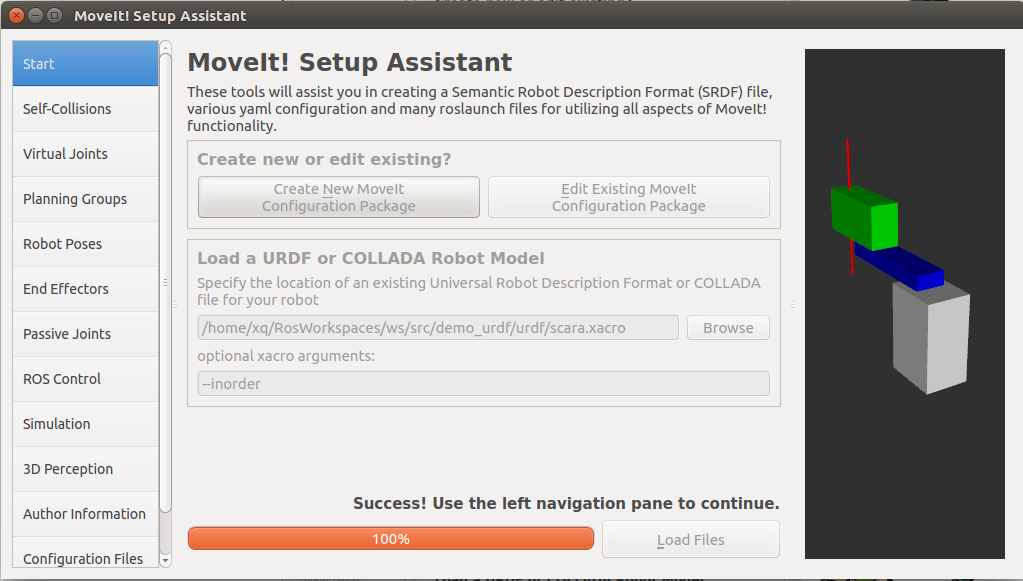 MoveIt! Setup Assistant
Start
Self-Collisions
Virtual Joints
Planning Groups
Robot Poses
End Effectors
Passive Joints
ROS Control
Simulation
3D Perception
Author Information
Configuration Files
MoveIt! Setup Assistant
These tools will assist you in creating a Semantic Robot Description Format (SRDF) file,
various yaml configuration and many roslaunch files for utilizing all aspects of MoveIt!
functionality.
Create new or edit existing?
Create New MoveIt
Configuration Package
Edit Existing MoveIt
Configuration Package
Load a URDF or COLLADA Robot Model
Specify the location of an existing Universal Robot Description Format or COLLADA
file for your robot
/home/xq/RosWorkspaces/ws/src/demo_urdf/urdf/scara.xacro
Browse
optional xacro arguments:
--inorder
Success! Use the left navigation pane to continue.
100%
Load Files